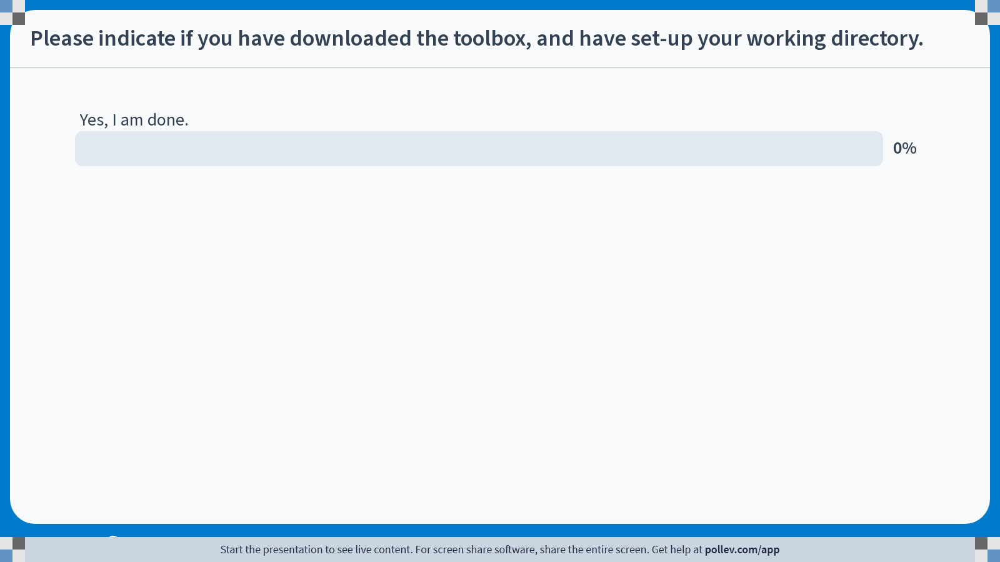 Please indicate if you have downloaded the toolbox, and have set-up your working directory.
Yes, I am done.
0%
Start the presentation to see live content. For screen share software, share the entire screen. Get help at pollev.com/app